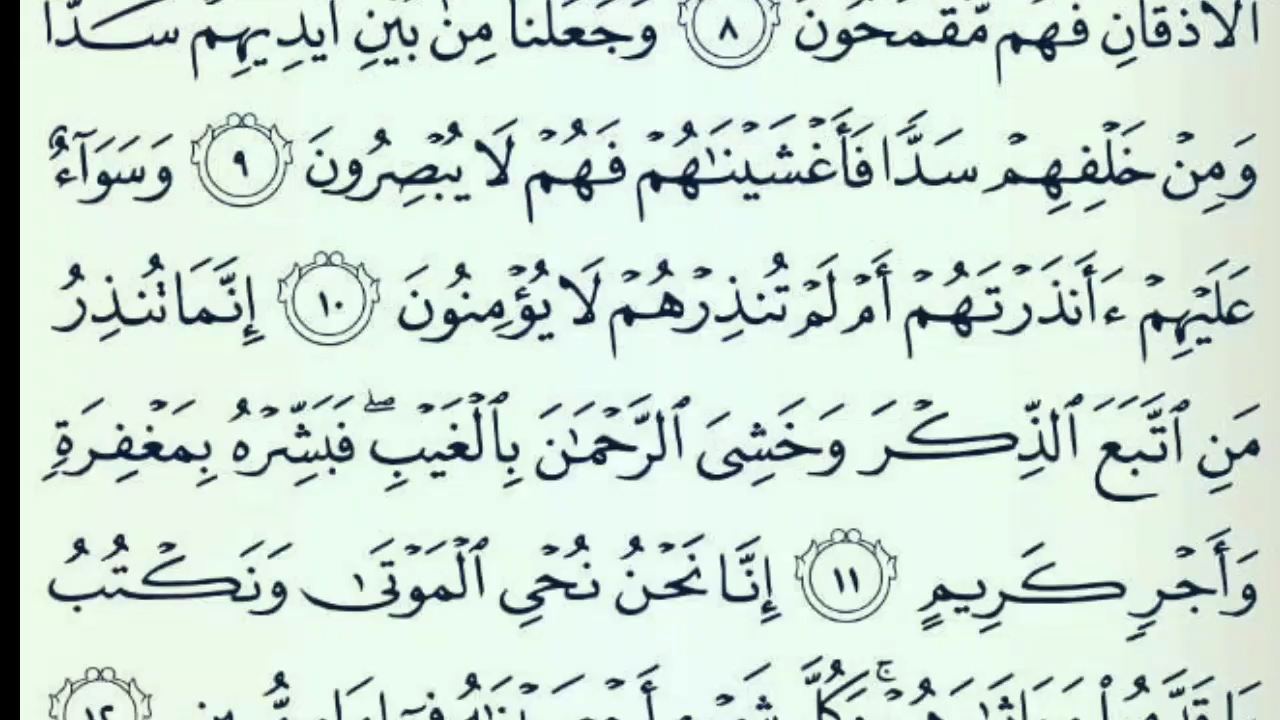 ٱلْأَذْقَانِ فَهُم مُّقْمَحُونَ ٨ وَجَعَلْنَا مِنۢ بَيْنِ أَيْدِيهِمْ سَدًّا
وَمِنْ خَلْفِهِمْ سَدًّا فَأَغْشَيْنَٰهُمْ فَهُمْ لَا يُبْصِرُونَ ٩ وَسَوَآءٌ
عَلَيْهِمْ ءَأَنذَرْتَهُمْ أَمْ لَمْ تُنذِرْهُمْ لَا يُؤْمِنُونَ ١٠ إِنَّمَا تُنذِرُ
مَنِ ٱتَّبَعَ ٱلذِّكْرَ وَخَشِىَ ٱلرَّحْمَٰنَ بِٱلْغَيْبِ ۖ فَبَشِّرْهُ بِمَغْفِرَةٍ
وَأَجْرٍ كَرِيمٍ ١١ إِنَّا نَحْنُ نُحْىِ ٱلْمَوْتَىٰ وَنَكْتُبُ